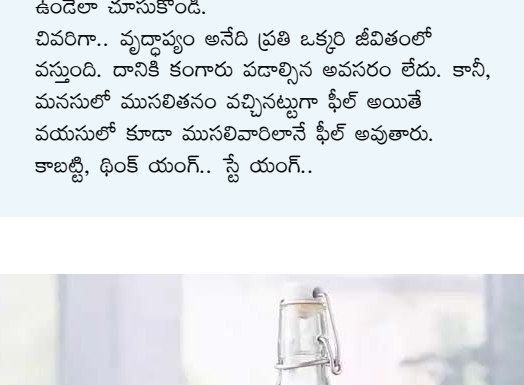 ఉండేలా చూసుకోండి.
చివరిగా.. వృద్ధాప్యం అనేది ప్రతి ఒక్కరి జీవితంలో
వస్తుంది. దానికి కంగారు పడాల్సిన అవసరం లేదు. కానీ,
మనసులో ముసలితనం వచ్చినట్టుగా ఫీల్ అయితే
వయసులో కూడా ముసలివారిలానే ఫీల్ అవుతారు.
కాబట్టి, థింక్ యంగ్.. స్టే యంగ్..